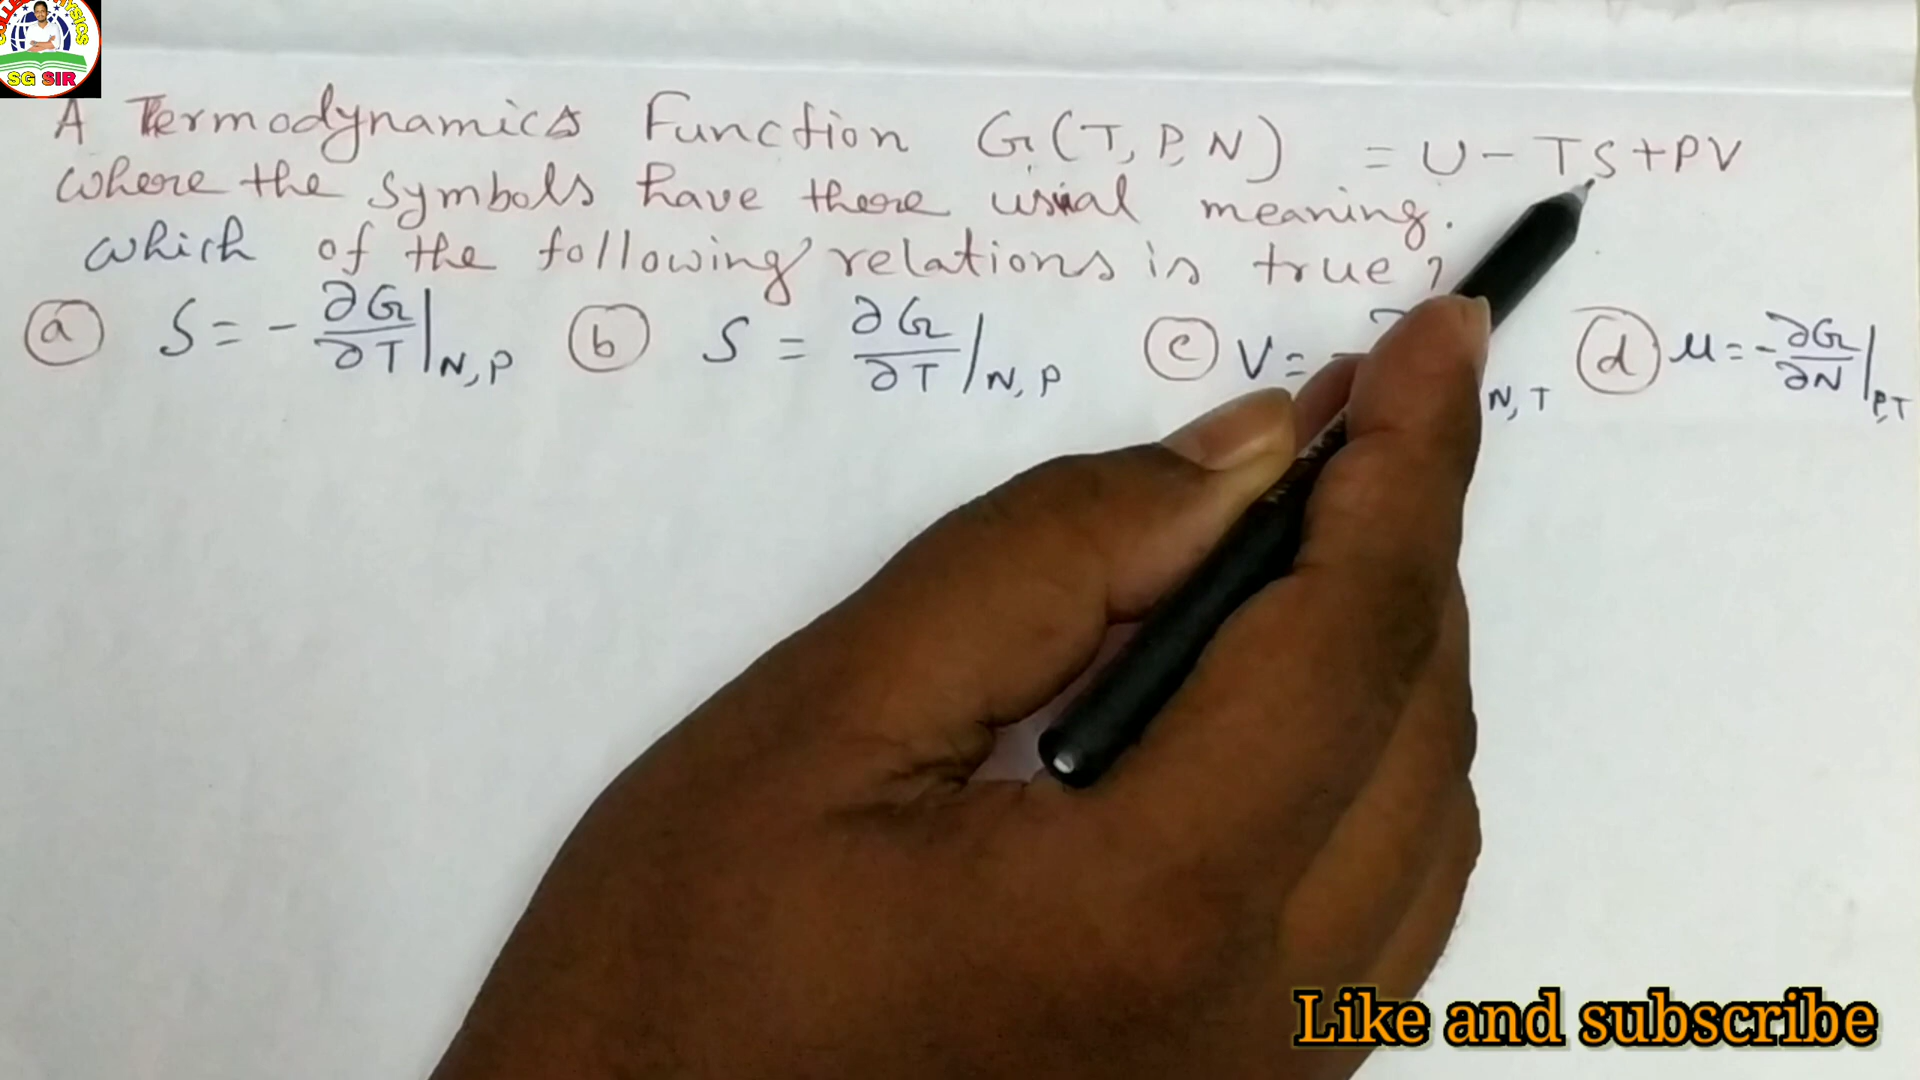 SG SIR
A Termodynamics Function G(T, P, N) = U - TS + PV
where the symbols have there usual meaning.
which of the following relations is true?
(a) S = - ∂G/∂T|N, P (b) S = ∂G/∂T|N, P (c) V = - N, T (d) μ = - ∂G/∂N|P,T
Like and subscribe